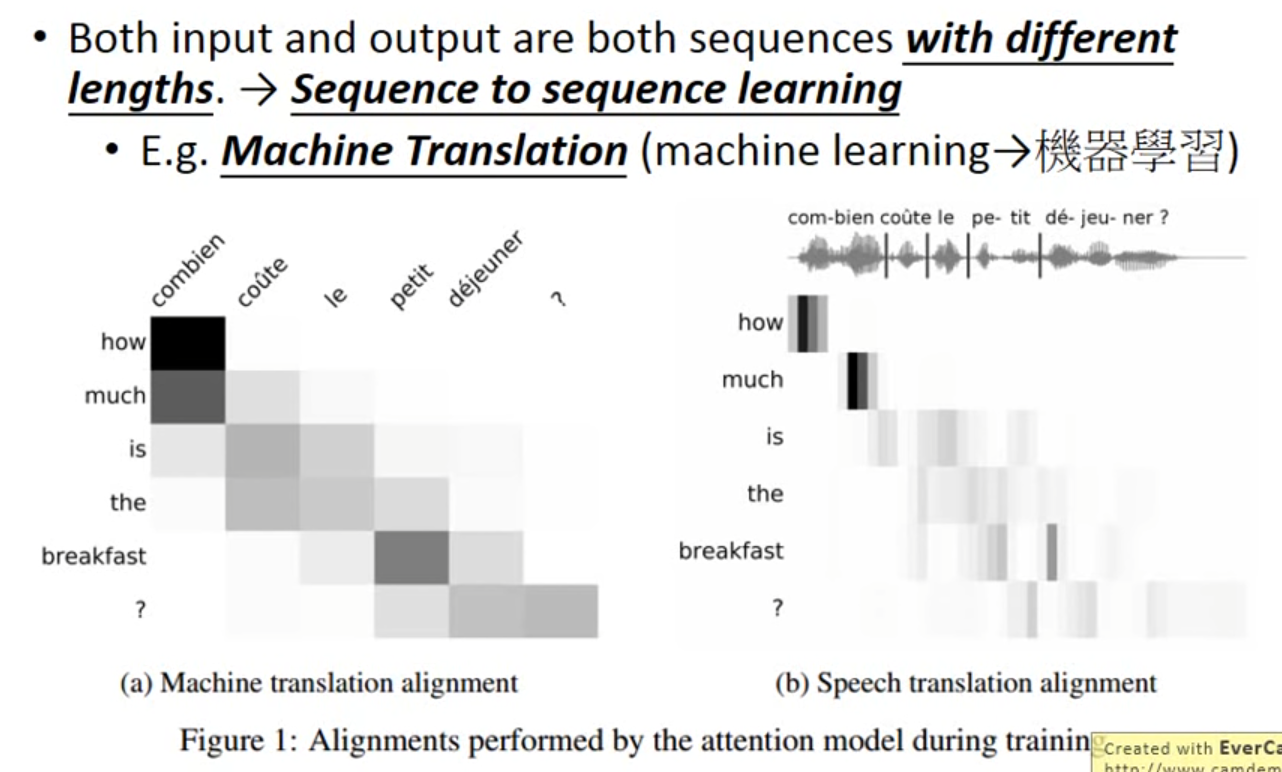 • Both input and output are both sequences with different
lengths. → Sequence to sequence learning
• E.g. Machine Translation (machine learning→機器學習)
combien coûte le petit déjeuner ?
how
much
is
the
breakfast
?
(a) Machine translation alignment
com-bien coûte le pe- tit dé- jeu- ner ?
how
much
is
the
breakfast
?
(b) Speech translation alignment
Figure 1: Alignments performed by the attention model during training
Created with EverCa
http://www.camdem